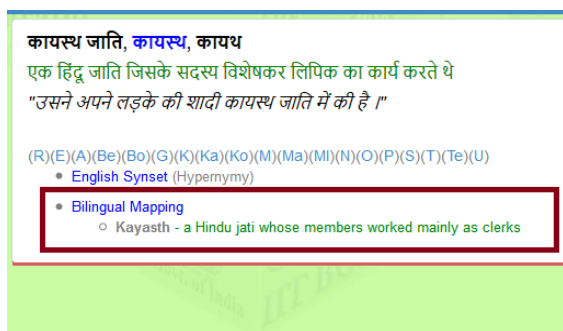 कायस्थ जाति, कायस्थ, कायथ
एक हिंदू जाति जिसके सदस्य विशेषकर लिपिक का कार्य करते थे
"उसने अपने लड़के की शादी कायस्थ जाति में की है ।"
(R)(E)(A)(Be)(Bo)(G)(K)(Ka)(Ko)(M)(Ma)(Ml)(N)(O)(P)(S)(T)(Te)(U)
English Synset (Hypernymy)
Bilingual Mapping
Kayasth - a Hindu jati whose members worked mainly as clerks